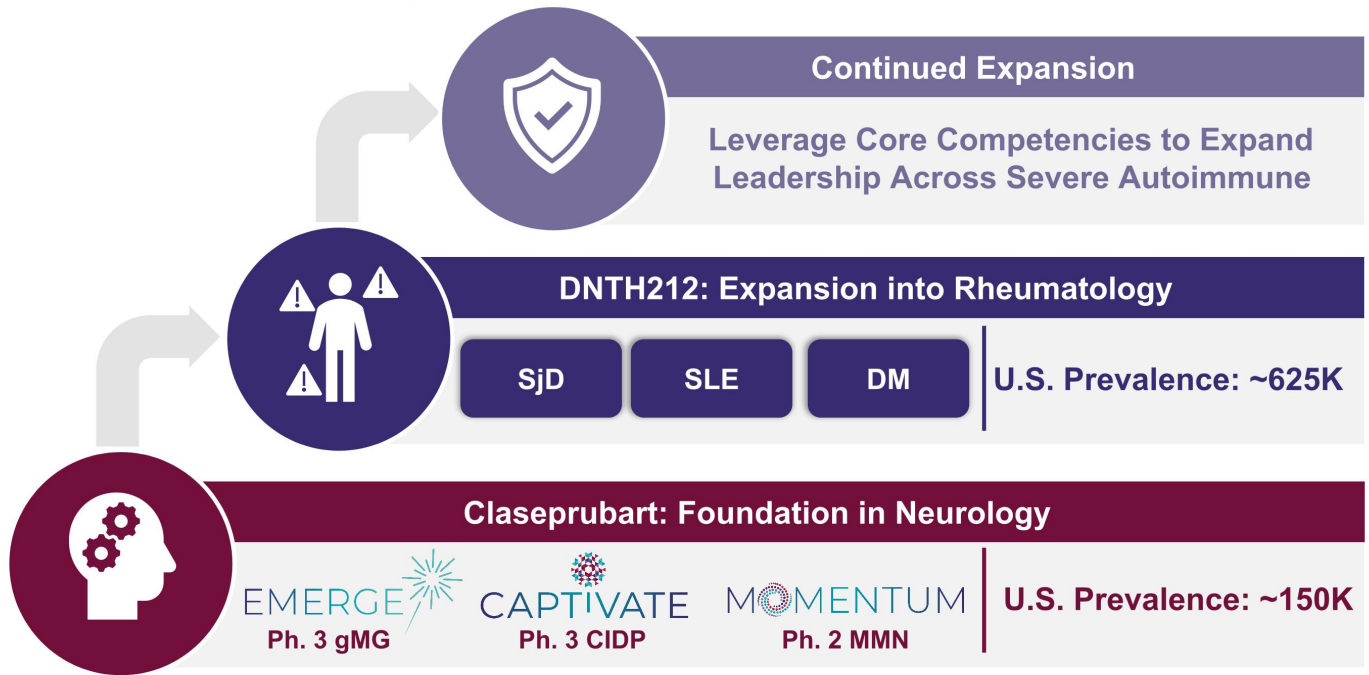 Continued Expansion
Leverage Core Competencies to Expand
Leadership Across Severe Autoimmune
DNTH212: Expansion into Rheumatology
SjD
SLE
DM
U.S. Prevalence: ~625K
Claseprubart: Foundation in Neurology
EMERGE
Ph. 3 gMG
CAPTIVATE
Ph. 3 CIDP
MOMENTUM
Ph. 2 MMN
U.S. Prevalence: ~150K